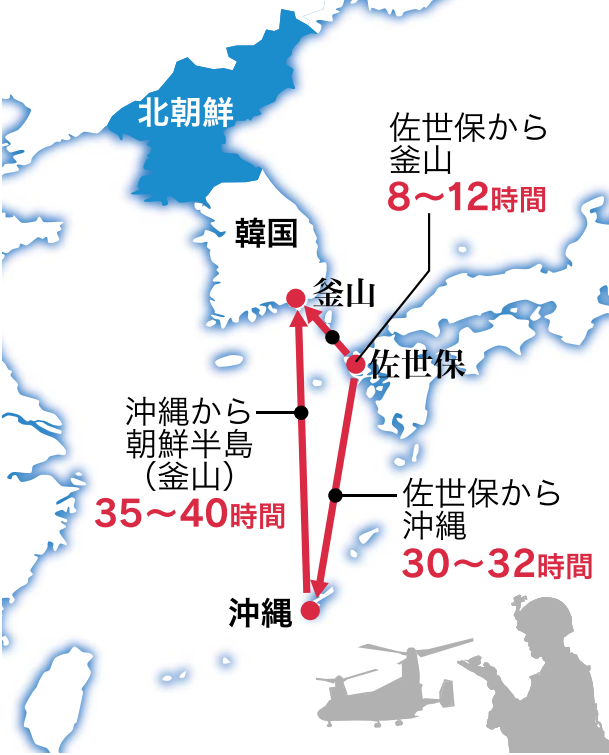 北朝鮮
佐世保から
釜山
8〜12時間
韓国
釜山
佐世保
沖縄から
朝鮮半島
（釜山）
35〜40時間
佐世保から
沖縄
30〜32時間
沖縄